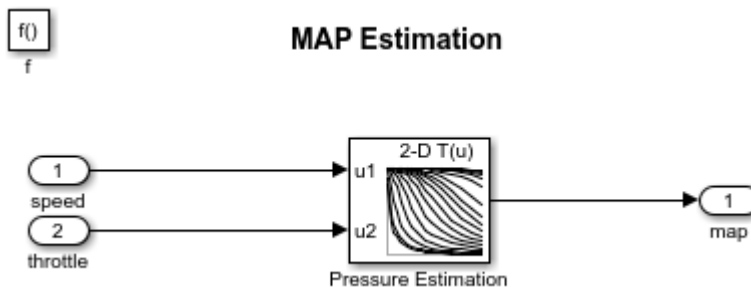 f()
f
MAP Estimation
2-D T(u)
1
u1
speed
1
2
u2
map
throttle
Pressure Estimation